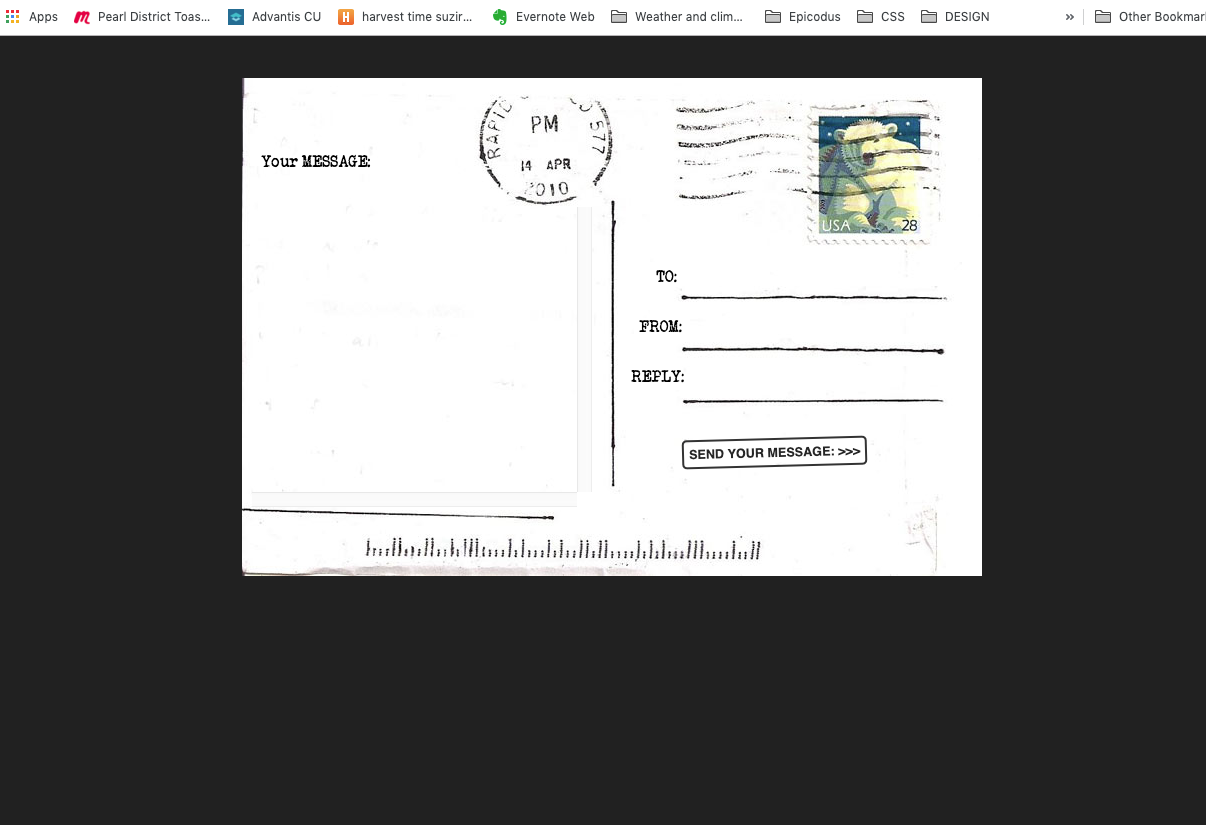 Apps Pearl District Toas... Advantis CU harvest time suzir... Evernote Web Weather and clim... Epicodus CSS DESIGN » Other Bookmar
RAPID
577
PM
14 APR
2010
Your MESSAGE:
USA 28
TO:
FROM:
REPLY:
SEND YOUR MESSAGE: >>>